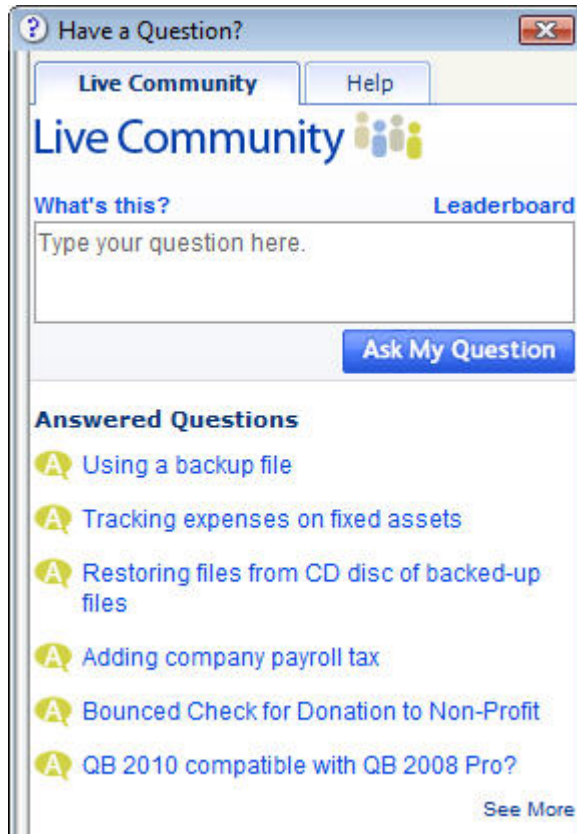 Have a Question?
Live Community Help
Live Community
What's this? Leaderboard
Type your question here.
Ask My Question
Answered Questions
Using a backup file
Tracking expenses on fixed assets
Restoring files from CD disc of backed-up
files
Adding company payroll tax
Bounced Check for Donation to Non-Profit
QB 2010 compatible with QB 2008 Pro?
See More